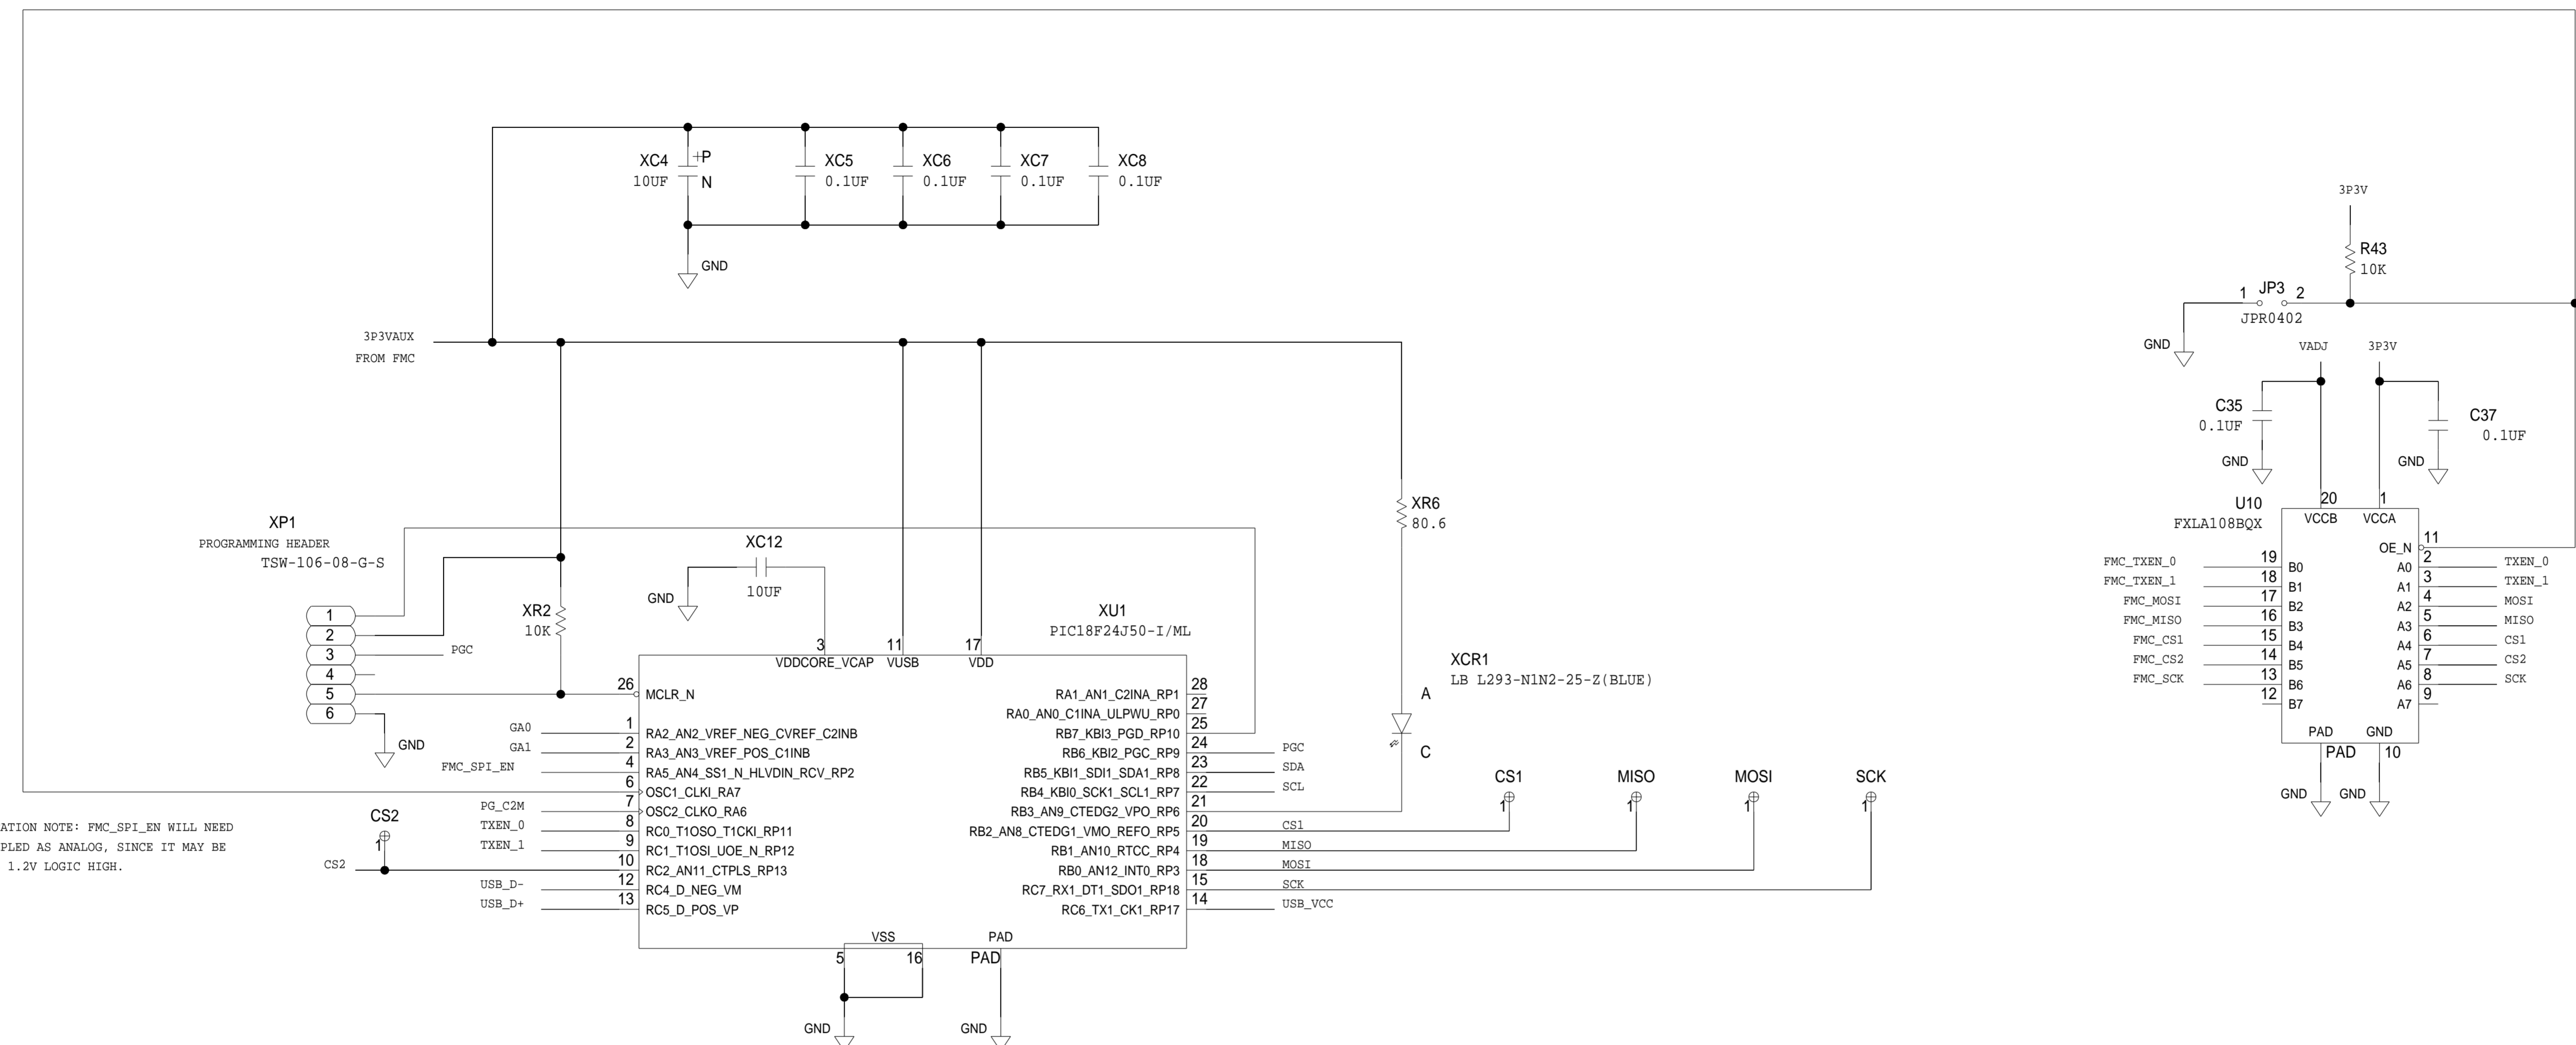 XC4
+P
10UF
N
XC5
0.1UF
XC6
0.1UF
XC7
0.1UF
XC8
0.1UF
GND
3P3V
R43
10K
1 JP3 2
JPR0402
GND
3P3VAUX
FROM FMC
VADJ
3P3V
C35
0.1UF
GND
C37
0.1UF
GND
XR6
80.6
XP1
PROGRAMMING HEADER
TSW-106-08-G-S
1
2
3
PGC
4
5
6
GND
XR2
10K
XC12
10UF
GND
XU1
PIC18F24J50-I/ML
3
11
17
VDDCORE_VCAP
VUSB
VDD
26 MCLR_N
GA0 1 RA2_AN2_VREF_NEG_CVREF_C2INB
GA1 2 RA3_AN3_VREF_POS_C1INB
FMC_SPI_EN 4 RA5_AN4_SS1_N_HLVDIN_RCV_RP2
6 OSC1_CLKI_RA7
PG_C2M 7 OSC2_CLKO_RA6
TXEN_0 8 RC0_T1OSO_T1CKI_RP11
TXEN_1 9 RC1_T1OSI_UOE_N_RP12
CS2 10 RC2_AN11_CTPLS_RP13
USB_D- 12 RC4_D_NEG_VM
USB_D+ 13 RC5_D_POS_VP
RA1_AN1_C2INA_RP1 28
RA0_AN0_C1INA_ULPWU_RP0 27
RB7_KBI3_PGD_RP10 25
RB6_KBI2_PGC_RP9 24 PGC
RB5_KBI1_SDI1_SDA1_RP8 23 SDA
RB4_KBI0_SCK1_SCL1_RP7 22 SCL
RB3_AN9_CTEDG2_VPO_RP6 21
RB2_AN8_CTEDG1_VMO_REFO_RP5 20 CS1
RB1_AN10_RTCC_RP4 19 MISO
RB0_AN12_INT0_RP3 18 MOSI
RC7_RX1_DT1_SDO1_RP18 15 SCK
RC6_TX1_CK1_RP17 14 USB_VCC
VSS
PAD
5
16
PAD
GND
GND
CS2
1
ATION NOTE: FMC_SPI_EN WILL NEED
PLED AS ANALOG, SINCE IT MAY BE
1.2V LOGIC HIGH.
XCR1
LB L293-N1N2-25-Z(BLUE)
A
C
CS1
1
MISO
1
MOSI
1
SCK
1
U10
FXLA108BQX
20
1
VCCB
VCCA
OE_N 11
FMC_TXEN_0 19 B0
A0 2 TXEN_0
FMC_TXEN_1 18 B1
A1 3 TXEN_1
FMC_MOSI 17 B2
A2 4 MOSI
FMC_MISO 16 B3
A3 5 MISO
FMC_CS1 15 B4
A4 6 CS1
FMC_CS2 14 B5
A5 7 CS2
FMC_SCK 13 B6
A6 8 SCK
12 B7
A7 9
PAD
GND
PAD
10
GND
GND